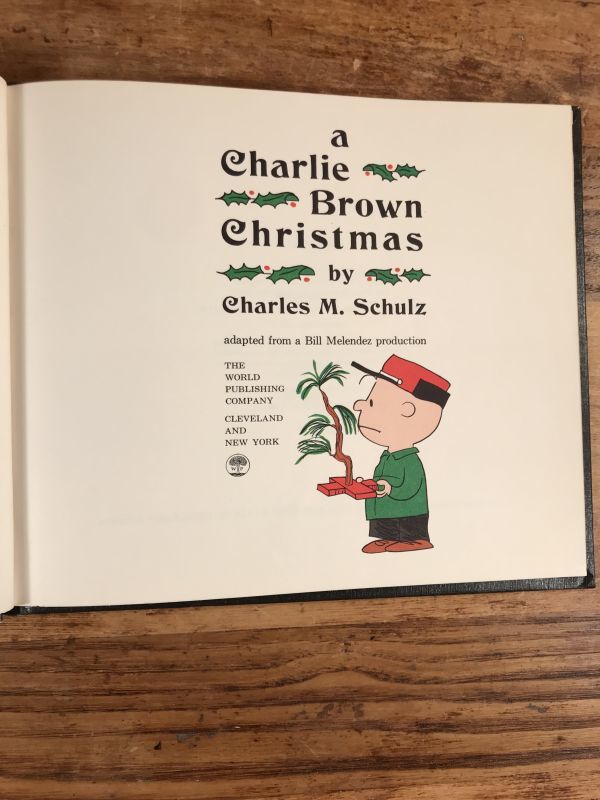 a
Charlie
Brown
Christmas
by
Charles M. Schulz
adapted from a Bill Melendez production
THE
WORLD
PUBLISHING
COMPANY
CLEVELAND
AND
NEW YORK
W P